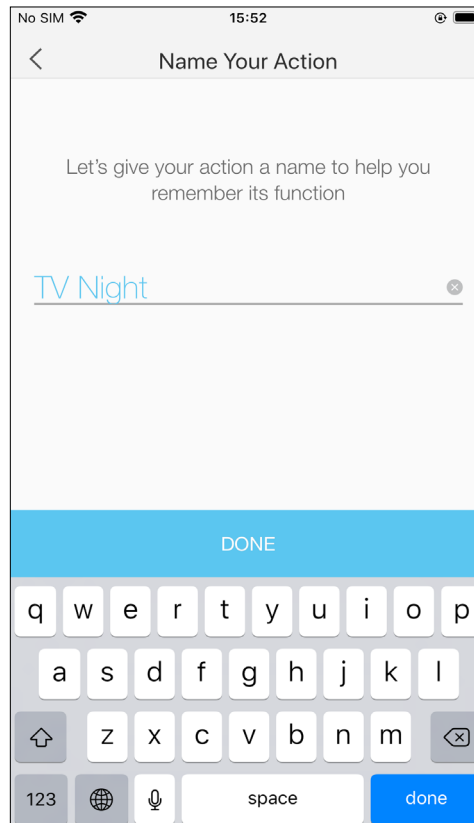 No SIM 15:52
Name Your Action
Let's give your action a name to help you
remember its function
TV Night
DONE
q w e r t y u i o p
a s d f g h j k l
z x c v b n m
123 space done